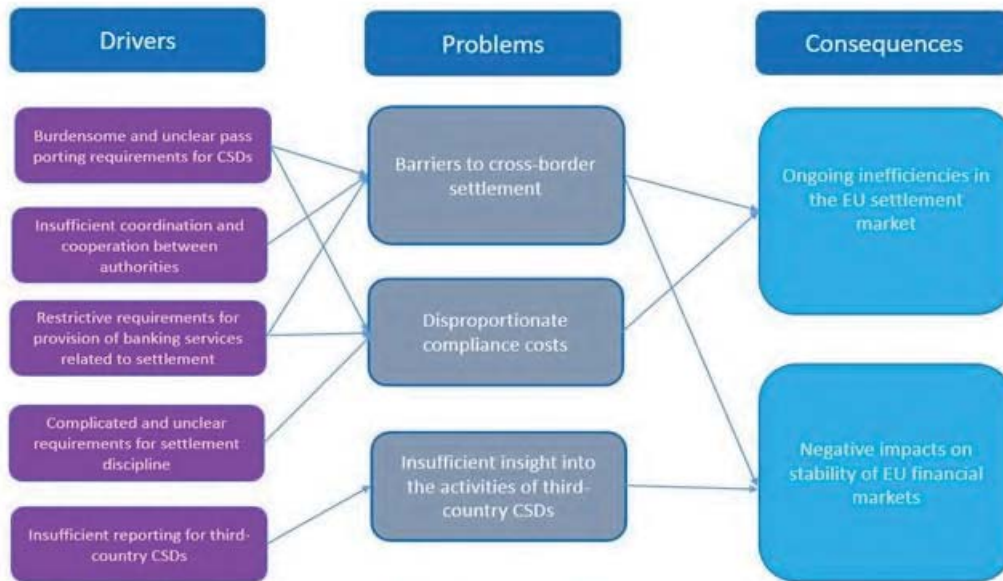 Drivers
Problems
Consequences
Burdensome and unclear pass
porting requirements for CSDs
Insufficient coordination and
cooperation between
authorities
Restrictive requirements for
provision of banking services
related to settlement
Complicated and unclear
requirements for settlement
discipline
Insufficient reporting for third-
country CSDs
Barriers to cross-border
settlement
Disproportionate
compliance costs
Insufficient insight into
the activities of third-
country CSDs
Ongoing inefficiencies in
the EU settlement
market
Negative impacts on
stability of EU financial
markets